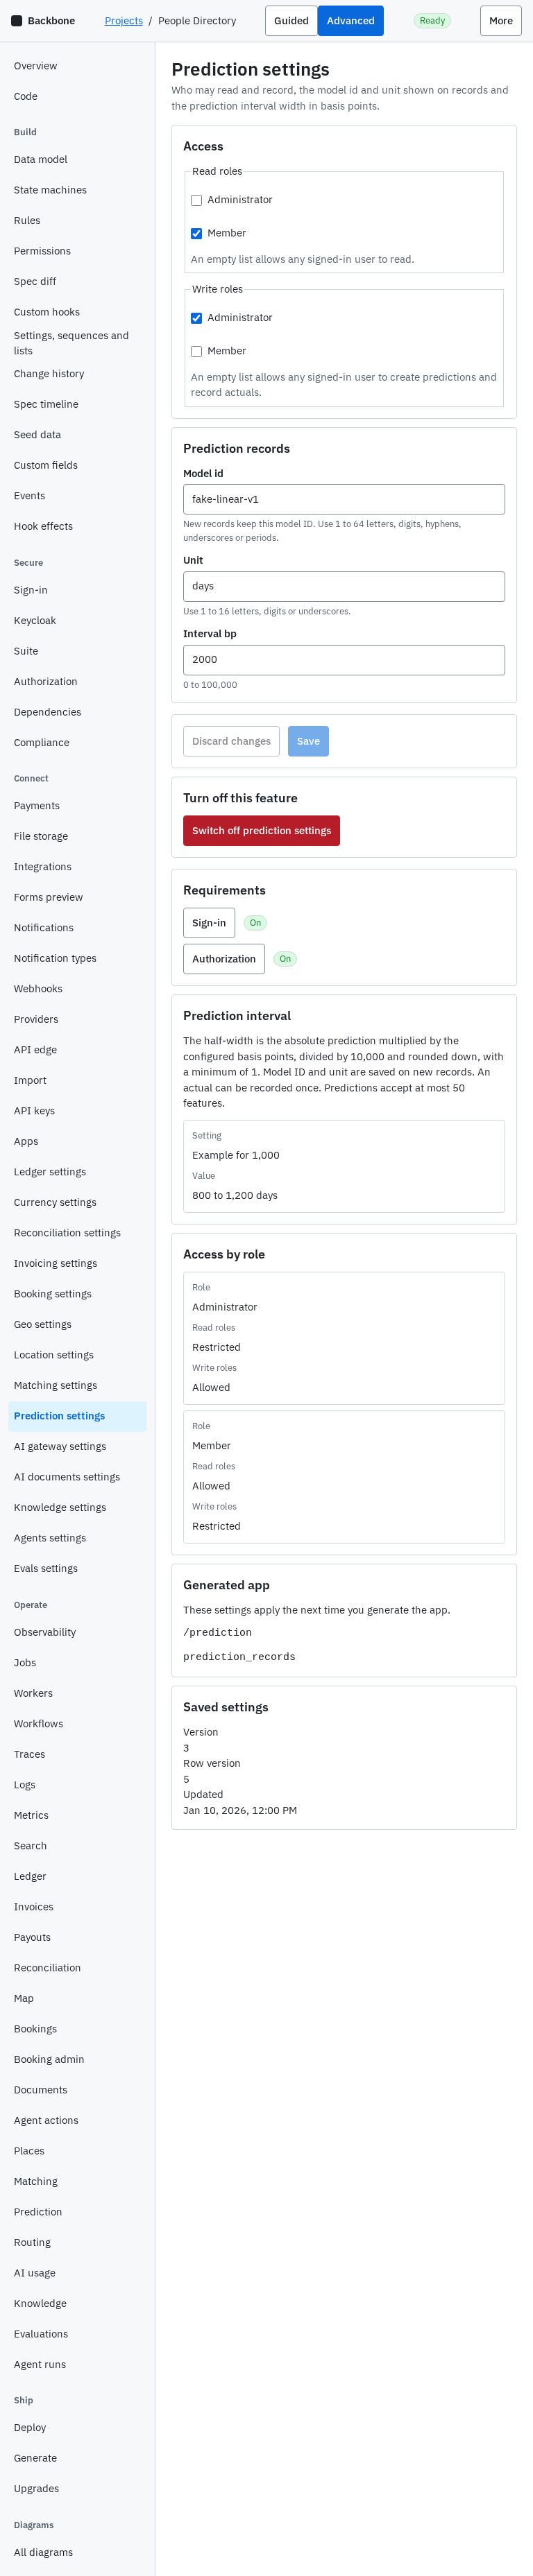 Backbone
Projects / People Directory
Guided
Advanced
Ready
More
Overview
Code
Build
Data model
State machines
Rules
Permissions
Spec diff
Custom hooks
Settings, sequences and
lists
Change history
Spec timeline
Seed data
Custom fields
Events
Hook effects
Secure
Sign-in
Keycloak
Suite
Authorization
Dependencies
Compliance
Connect
Payments
File storage
Integrations
Forms preview
Notifications
Notification types
Webhooks
Providers
API edge
Import
API keys
Apps
Ledger settings
Currency settings
Reconciliation settings
Invoicing settings
Booking settings
Geo settings
Location settings
Matching settings
Prediction settings
AI gateway settings
AI documents settings
Knowledge settings
Agents settings
Evals settings
Operate
Observability
Jobs
Workers
Workflows
Traces
Logs
Metrics
Search
Ledger
Invoices
Payouts
Reconciliation
Map
Bookings
Booking admin
Documents
Agent actions
Places
Matching
Prediction
Routing
AI usage
Knowledge
Evaluations
Agent runs
Ship
Deploy
Generate
Upgrades
Diagrams
All diagrams
Prediction settings
Who may read and record, the model id and unit shown on records and
the prediction interval width in basis points.
Access
Read roles
Administrator
Member
An empty list allows any signed-in user to read.
Write roles
Administrator
Member
An empty list allows any signed-in user to create predictions and
record actuals.
Prediction records
Model id
fake-linear-v1
New records keep this model ID. Use 1 to 64 letters, digits, hyphens,
underscores or periods.
Unit
days
Use 1 to 16 letters, digits or underscores.
Interval bp
2000
0 to 100,000
Discard changes
Save
Turn off this feature
Switch off prediction settings
Requirements
Sign-in
On
Authorization
On
Prediction interval
The half-width is the absolute prediction multiplied by the
configured basis points, divided by 10,000 and rounded down, with
a minimum of 1. Model ID and unit are saved on new records. An
actual can be recorded once. Predictions accept at most 50
features.
Setting
Example for 1,000
Value
800 to 1,200 days
Access by role
Role
Administrator
Read roles
Restricted
Write roles
Allowed
Role
Member
Read roles
Allowed
Write roles
Restricted
Generated app
These settings apply the next time you generate the app.
/prediction
prediction_records
Saved settings
Version
3
Row version
5
Updated
Jan 10, 2026, 12:00 PM